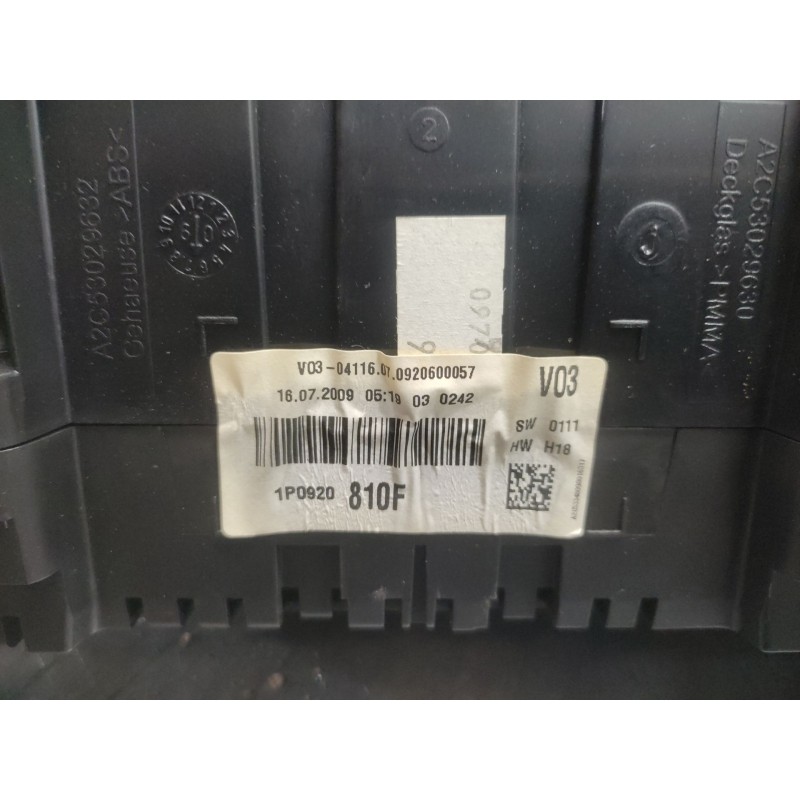 A2C53029632
Gehaeuse >ABS<
2
A2C53029630
Deckglas >PMMA<
V03-04116.07.0920600057
16.07.2009 05:19 03 0242
V03
SW 0111
HW H18
1P0920 810F